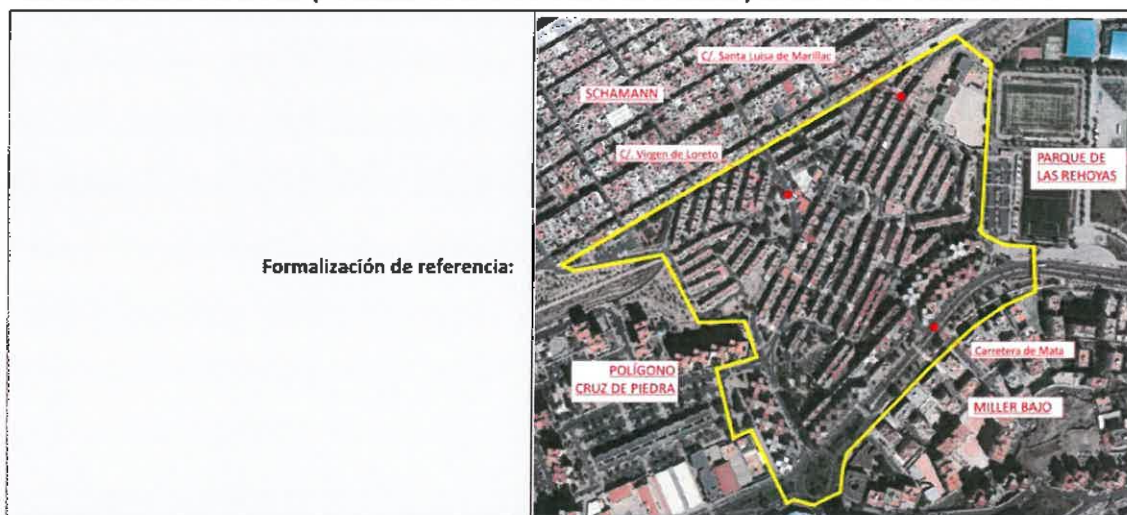 Formalización de referencia:
C/. Santa Luisa de Marillac
SCHAMANN
C/. Virgen de Loreto
PARQUE DE
LAS REHOYAS
POLÍGONO
CRUZ DE PIEDRA
Carretera de Mata
MILLER BAJO